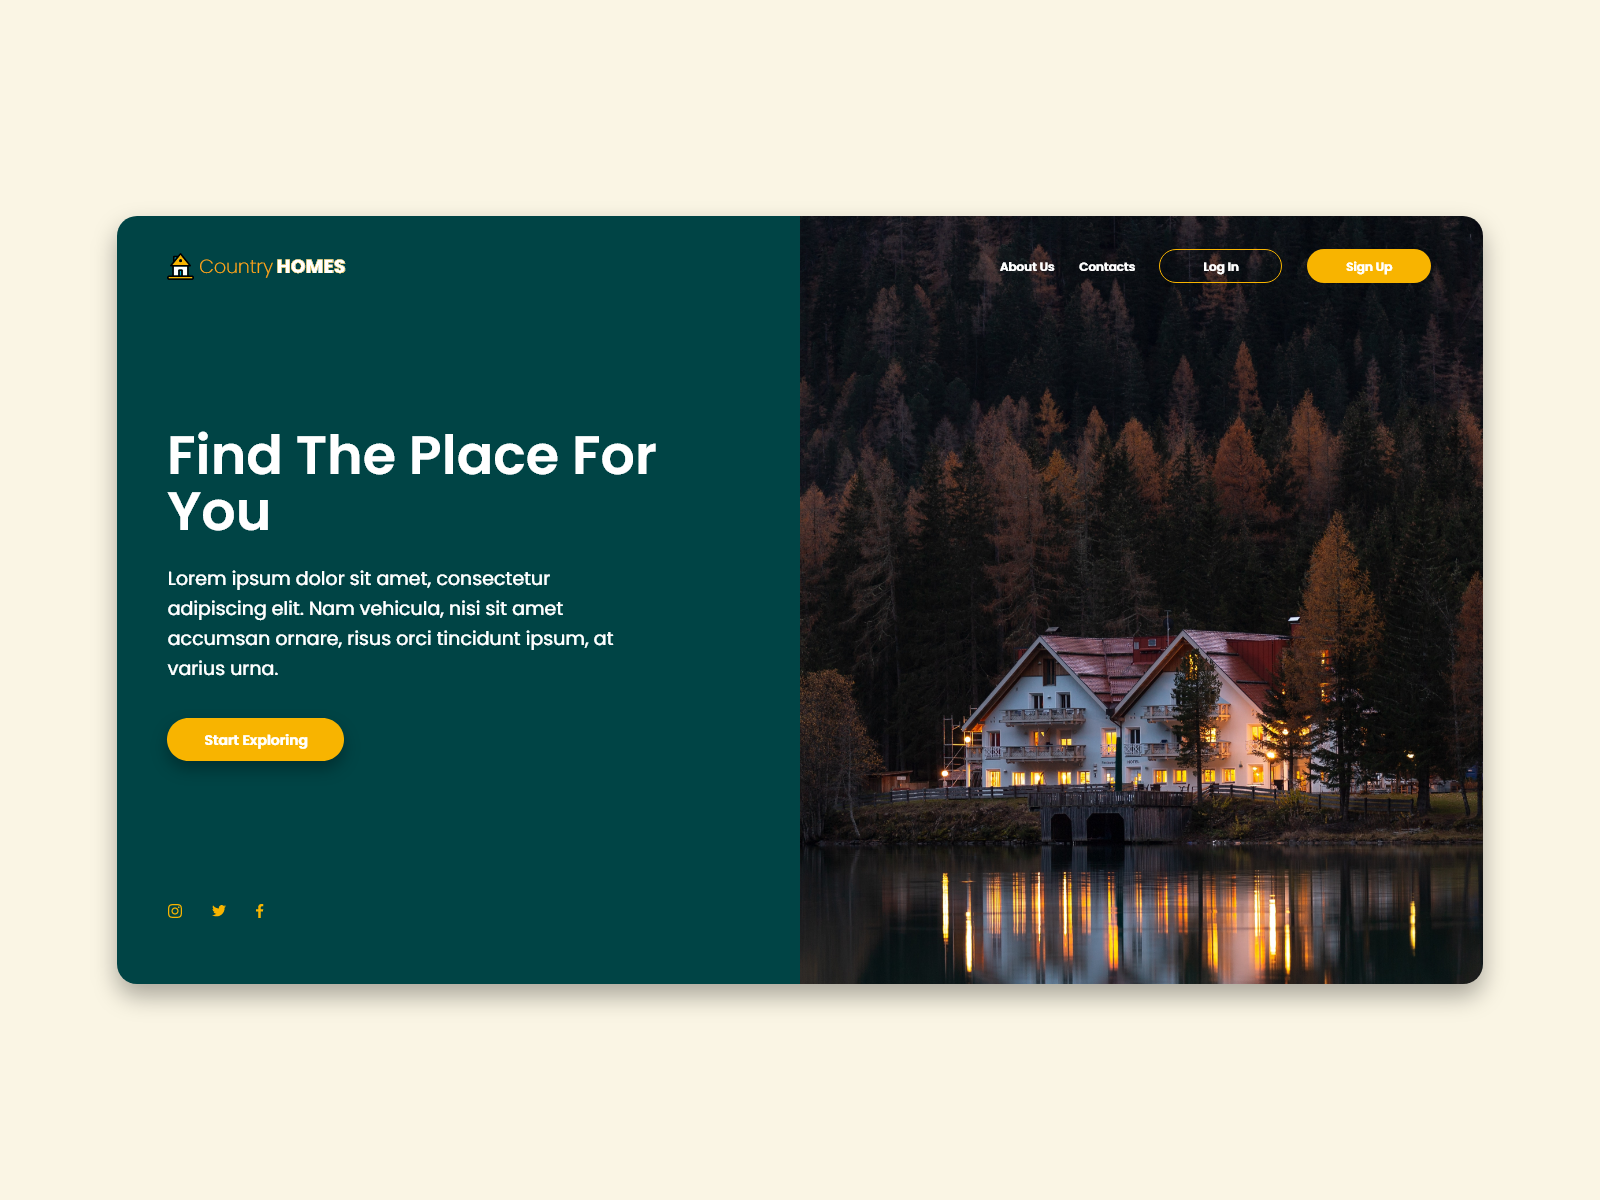 Country HOMES
About Us
Contacts
Log In
Sign Up
Find The Place For
You
Lorem ipsum dolor sit amet, consectetur
adipiscing elit. Nam vehicula, nisi sit amet
accumsan ornare, risus orci tincidunt ipsum, at
varius urna.
Start Exploring